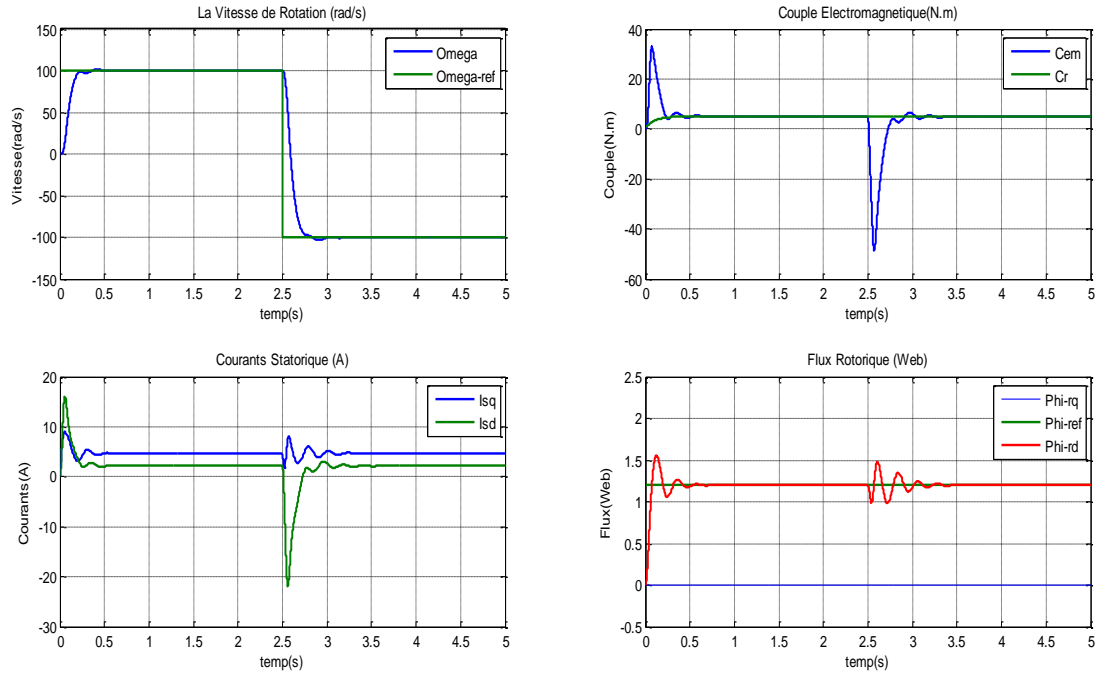 La Vitesse de Rotation (rad/s)
150
100
50
0
-50
-100
-150
Vitesse(rad/s)
Omega
Omega-ref
0 0.5 1 1.5 2 2.5 3 3.5 4 4.5 5
temp(s)
Couple Electromagnetique(N.m)
40
20
0
-20
-40
-60
Couple(N.m)
Cem
Cr
0 0.5 1 1.5 2 2.5 3 3.5 4 4.5 5
temp(s)
Courants Statorique (A)
20
10
0
-10
-20
-30
Courants(A)
Isq
Isd
0 0.5 1 1.5 2 2.5 3 3.5 4 4.5 5
temp(s)
Flux Rotorique (Web)
2.5
2
1.5
1
0.5
0
-0.5
Flux(Web)
Phi-rq
Phi-ref
Phi-rd
0 0.5 1 1.5 2 2.5 3 3.5 4 4.5 5
temp(s)